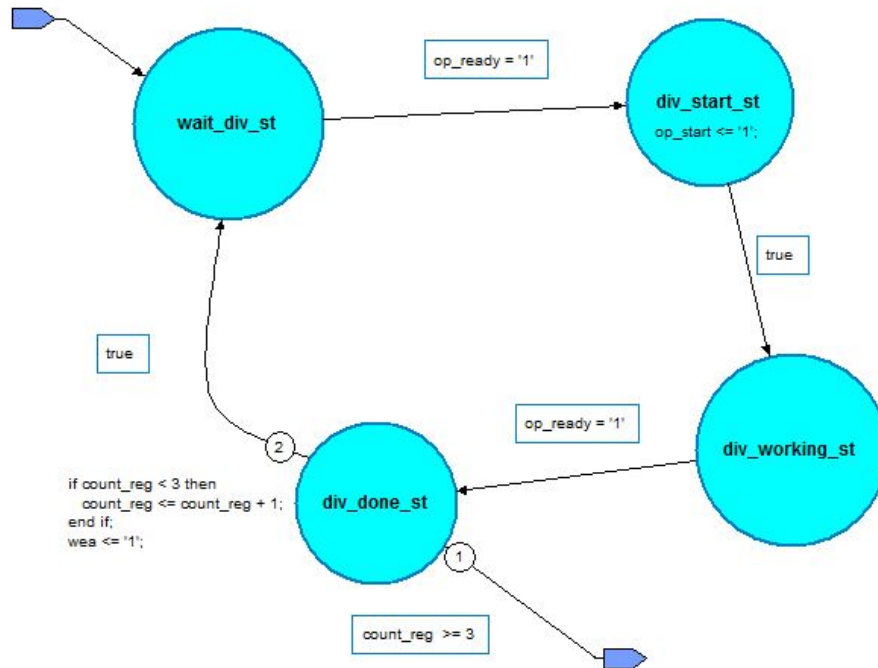 op_ready = '1'
wait_div_st
div_start_st
op_start <= '1';
true
true
op_ready = '1'
div_working_st
2
if count_reg < 3 then
count_reg <= count_reg + 1;
end if;
wea <= '1';
div_done_st
1
count_reg >= 3